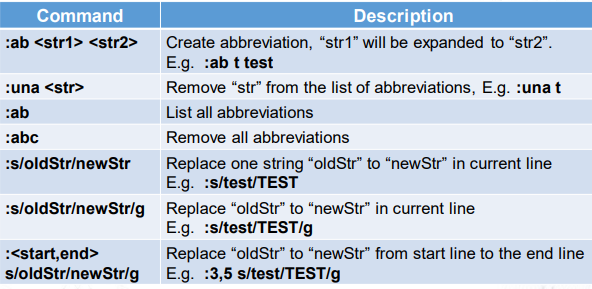 Command Description
:ab <str1> <str2> Create abbreviation, “str1” will be expanded to “str2”.
E.g. :ab t test
:una <str> Remove “str” from the list of abbreviations, E.g. :una t
:ab List all abbreviations
:abc Remove all abbreviations
:s/oldStr/newStr Replace one string “oldStr” to “newStr” in current line
E.g. :s/test/TEST
:s/oldStr/newStr/g Replace “oldStr” to “newStr” in current line
E.g. :s/test/TEST/g
:<start,end> Replace “oldStr” to “newStr” from start line to the end line
s/oldStr/newStr/g E.g. :3,5 s/test/TEST/g